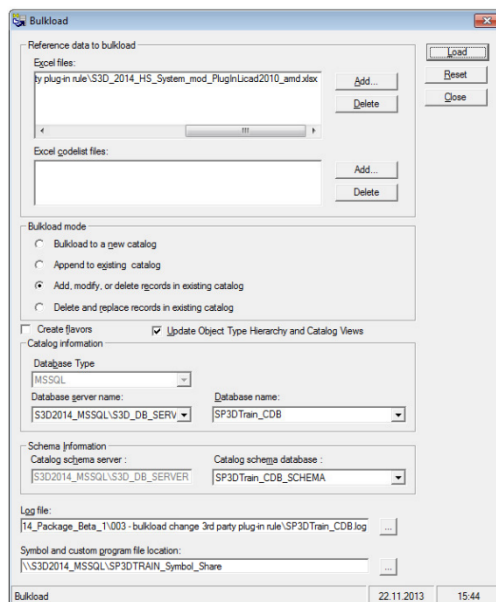 Bulkload
Reference data to bulkload
Excel files:
ty plug-in rule\S3D_2014_HS_System_mod_PlugInLicad2010_amd.xlsx
Add...
Delete
Load
Reset
Close
Excel codelist files:
Add...
Delete
Bulkload mode
Bulkload to a new catalog
Append to existing catalog
Add, modify, or delete records in existing catalog
Delete and replace records in existing catalog
Create flavors
Update Object Type Hierarchy and Catalog Views
Catalog information
Database Type
MSSQL
Database server name:
Database name:
S3D2014_MSSQL\S3D_DB_SERV
SP3DTrain_CDB
Schema Information
Catalog schema server :
Catalog schema database :
S3D2014_MSSQL\S3D_DB_SERVER
SP3DTrain_CDB_SCHEMA
Log file:
14_Package_Beta_1\003 - bulkload change 3rd party plug-in rule\SP3DTrain_CDB.log
...
Symbol and custom program file location:
\\S3D2014_MSSQL\SP3DTRAIN_Symbol_Share
...
Bulkload
22.11.2013
15:44